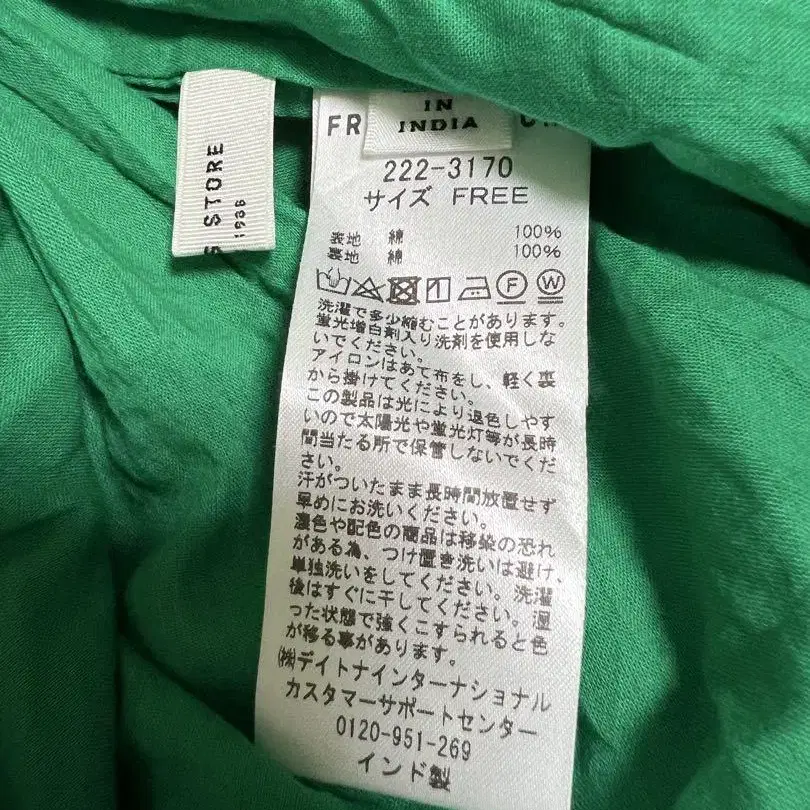 S STORE
1986
IN
INDIA
FR
222-3170
サイズ FREE
表地 綿 100%
裏地 綿 100%
F W
洗濯で多少縮むことがあります。
蛍光増白剤入り洗剤を使用しな
いでください。
アイロンはあて布をし、軽く裏
から掛けてください。
この製品は光により退色しやす
いので太陽光や蛍光灯等が長時
間当たる所で保管しないでくだ
さい。
汗がついたまま長時間放置せず
早めにお洗いください。
濃色や配色の商品は移染の恐れ
がある為、つけ置き洗いは避け、
単独洗いをしてください。洗濯
後はすぐに干してください。湿
った状態で強くこすられると色
が移る事があります。
㈱デイトナインターナショナル
カスタマーサポートセンター
0120-951-269
インド製